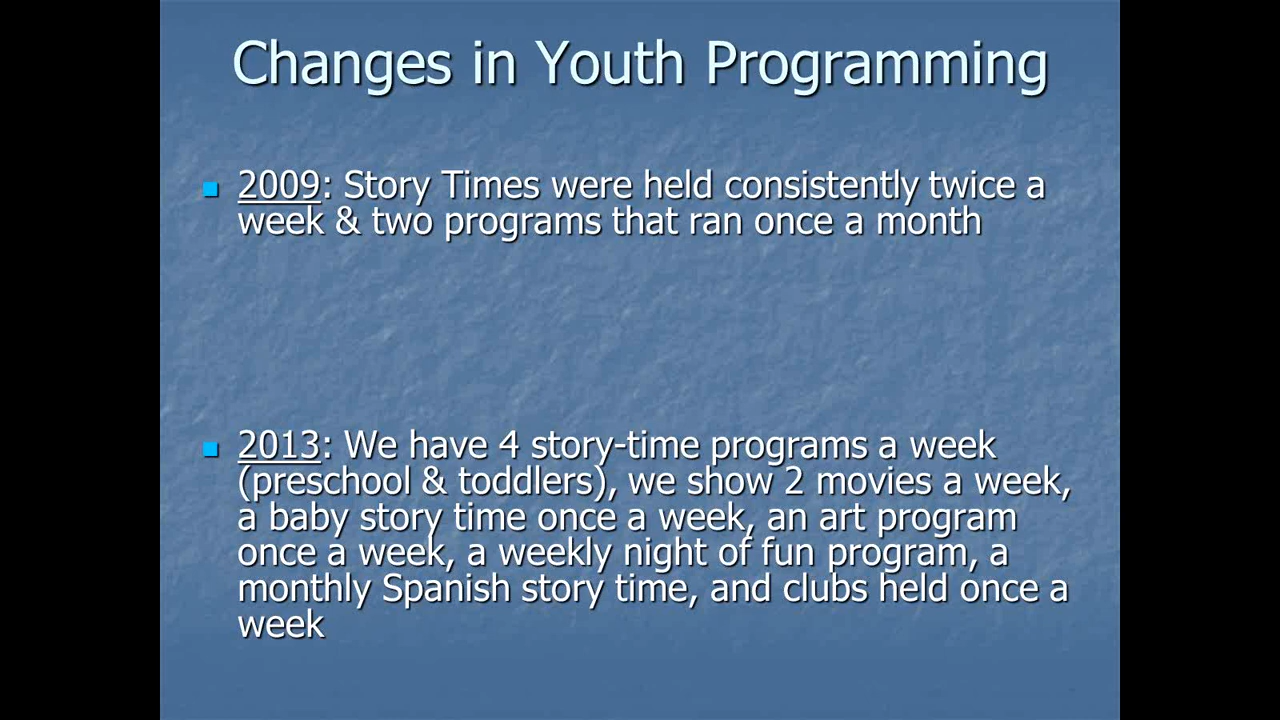 Changes in Youth Programming
2009: Story Times were held consistently twice a
week & two programs that ran once a month
2013: We have 4 story-time programs a week
(preschool & toddlers), we show 2 movies a week,
a baby story time once a week, an art program
once a week, a weekly night of fun program, a
monthly Spanish story time, and clubs held once a
week